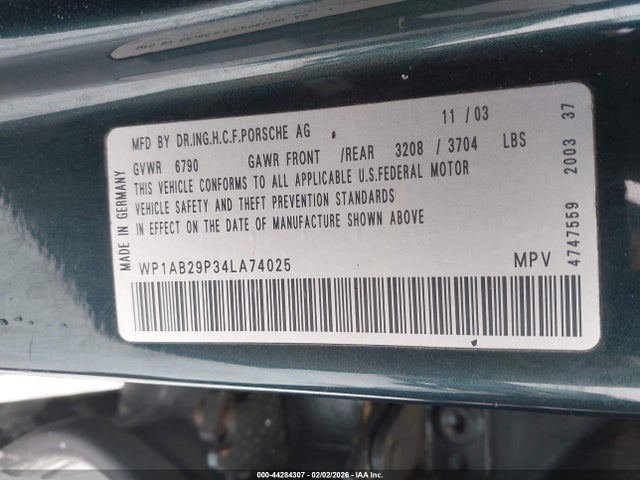 MFD BY DR.ING.H.C.F.PORSCHE AG 11 / 03
GVWR 6790 GAWR FRONT /REAR 3208 / 3704 LBS
THIS VEHICLE CONFORMS TO ALL APPLICABLE U.S.FEDERAL MOTOR
VEHICLE SAFETY AND THEFT PREVENTION STANDARDS
IN EFFECT ON THE DATE OF MANUFACTURE SHOWN ABOVE
WP1AB29P34LA74025 MPV
MADE IN GERMANY
4747559 2003 37
000-44284307 - 02/02/2026 - IAA Inc.